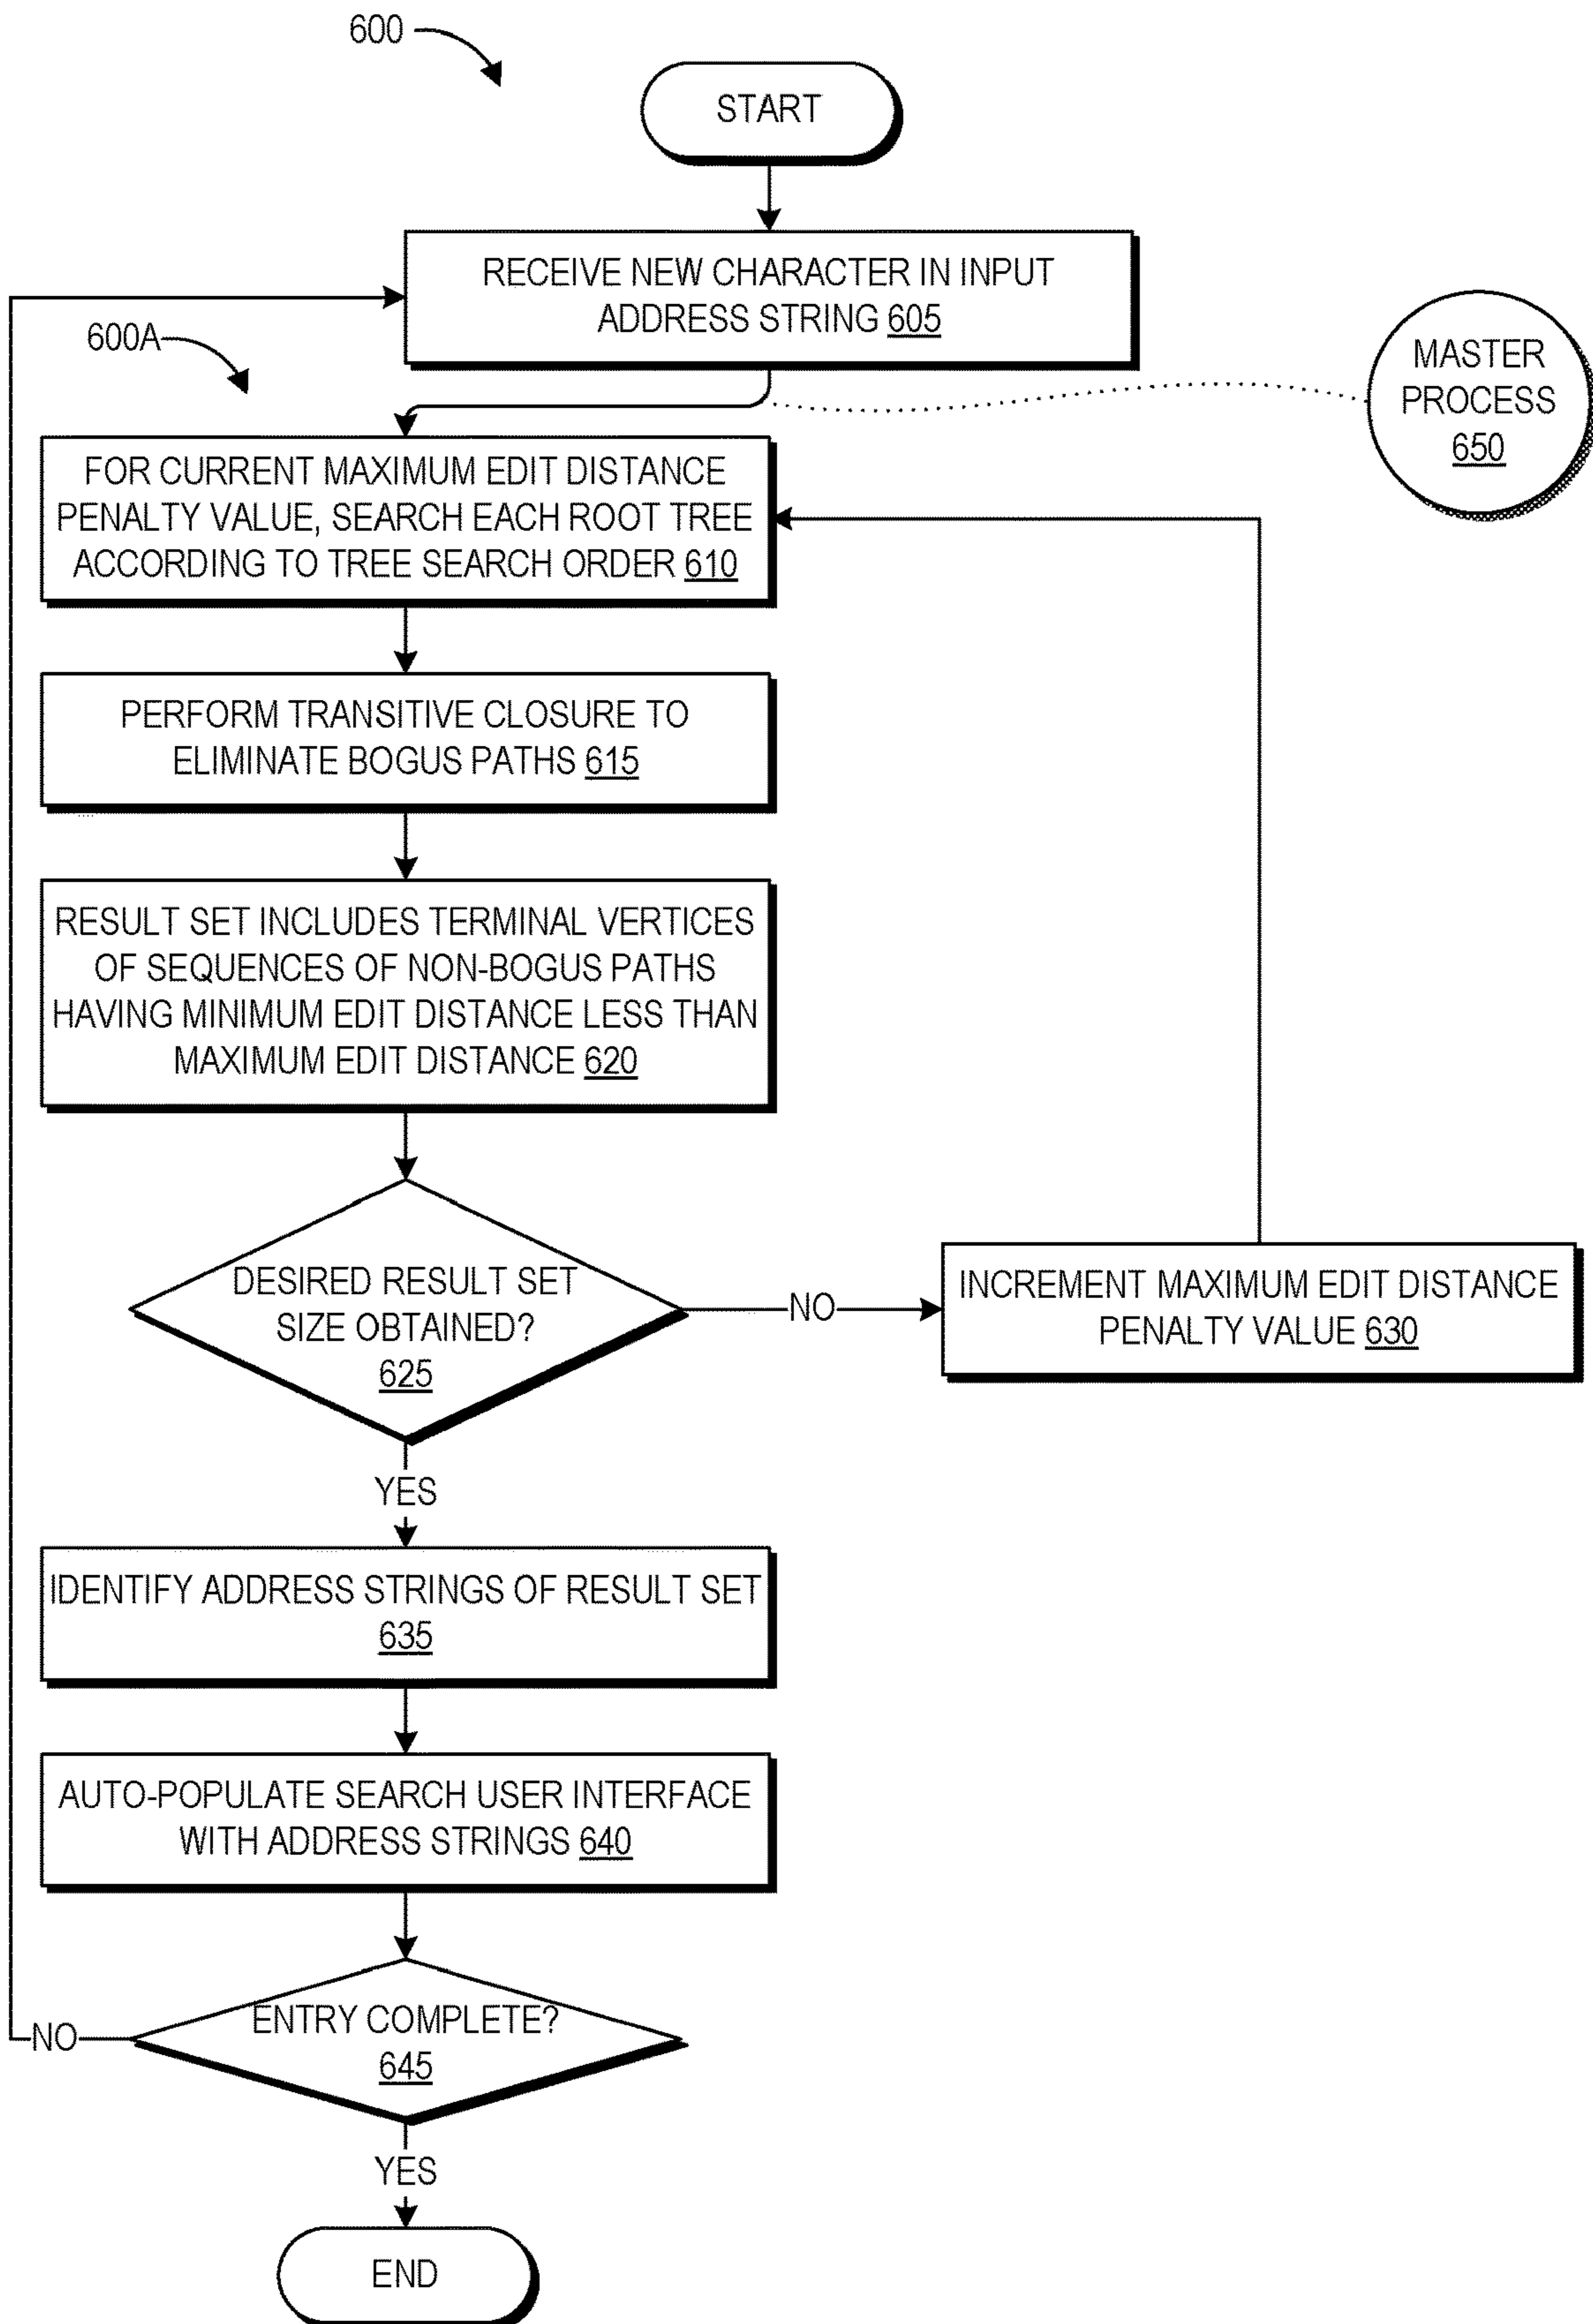 600
START
RECEIVE NEW CHARACTER IN INPUT
ADDRESS STRING 605
600A
MASTER
PROCESS
650
FOR CURRENT MAXIMUM EDIT DISTANCE
PENALTY VALUE, SEARCH EACH ROOT TREE
ACCORDING TO TREE SEARCH ORDER 610
PERFORM TRANSITIVE CLOSURE TO
ELIMINATE BOGUS PATHS 615
RESULT SET INCLUDES TERMINAL VERTICES
OF SEQUENCES OF NON-BOGUS PATHS
HAVING MINIMUM EDIT DISTANCE LESS THAN
MAXIMUM EDIT DISTANCE 620
DESIRED RESULT SET
SIZE OBTAINED?
625
NO
INCREMENT MAXIMUM EDIT DISTANCE
PENALTY VALUE 630
YES
IDENTIFY ADDRESS STRINGS OF RESULT SET
635
AUTO-POPULATE SEARCH USER INTERFACE
WITH ADDRESS STRINGS 640
ENTRY COMPLETE?
645
NO
YES
END